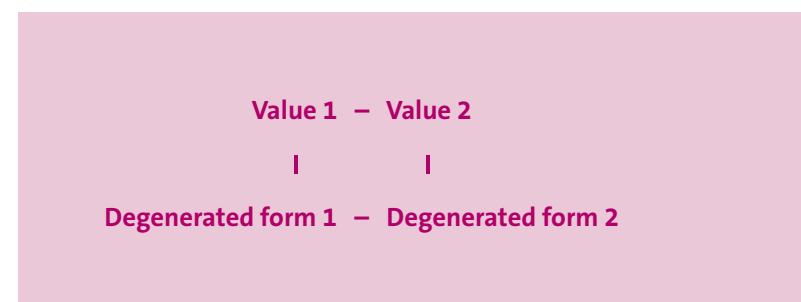 Value 1 – Value 2
Degenerated form 1 – Degenerated form 2